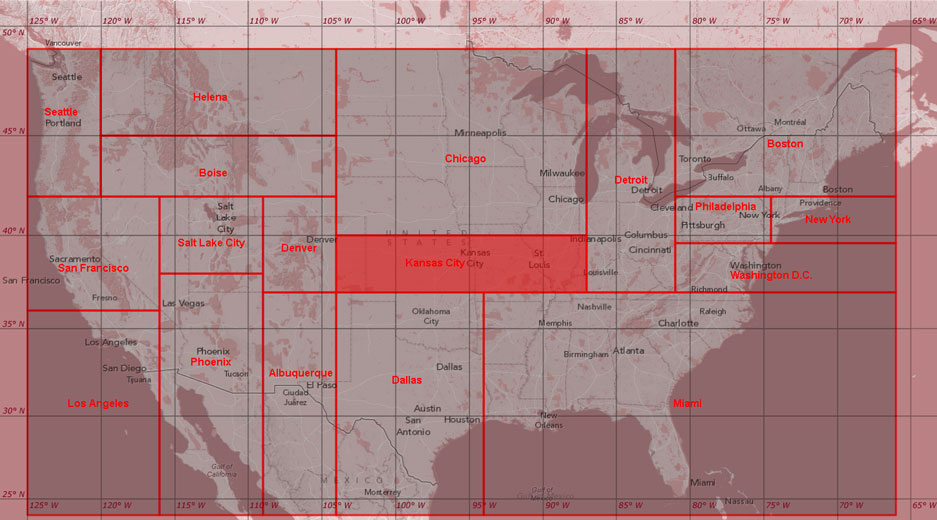 125° W 120° W 115° W 110° W 105° W 100° W 95° W 90° W 85° W 80° W 75° W 70° W 65° W
50° N
Vancouver
Seattle
Helena
Seattle
Portland
Ottawa
Montréal
45° N
Minneapolis
Boston
Chicago
Toronto
Boise
Milwaukee
Detroit
Buffalo
Detroit
Albany
Boston
Chicago
Salt
Lake
City
Cleveland
Philadelphia
Providence
New York
New York
Pittsburgh
40° N
UNITED
STATES
Denver
Indianapolis
Columbus
Salt Lake City
Denver
Cincinnati
Kansas
City
Kansas City
St.
Louis
Sacramento
San Francisco
Washington
Washington D.C.
San Francisco
Louisville
Richmond
Fresno
Las Vegas
Oklahoma
City
Nashville
Raleigh
35° N
Memphis
Charlotte
Los Angeles
Phoenix
Phoenix
Birmingham
Atlanta
San Diego
Tijuana
Tucson
Albuquerque
Dallas
Dallas
El Paso
Ciudad
Juárez
Los Angeles
Miami
30° N
Austin
San
Antonio
Houston
New
Orleans
Gulf of
California
MEXICO
Monterrey
Gulf of
Mexico
Miami
25° N
Nassau
125° W 120° W 115° W 110° W 105° W 100° W 95° W 90° W 85° W 80° W 75° W 70° W 65° W